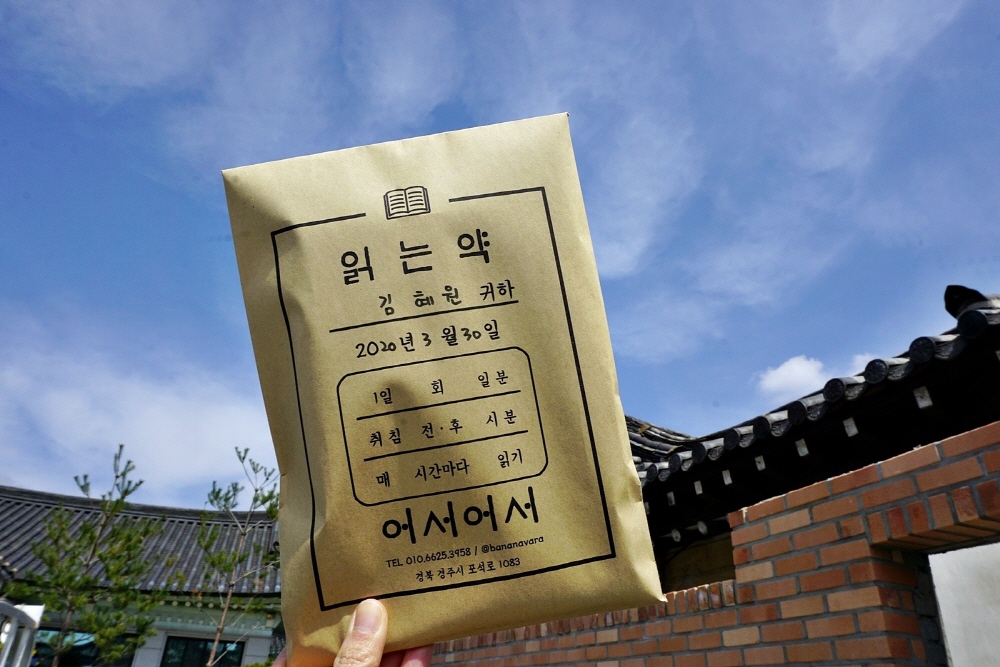 읽는약
김혜원 귀하
2020년 3월 30일
1일 회 일분
취침 전·후 시분
매 시간마다 읽기
어서어서
TEL 010.6625.3958 / @bananavara
경북 경주시 포석로 1083